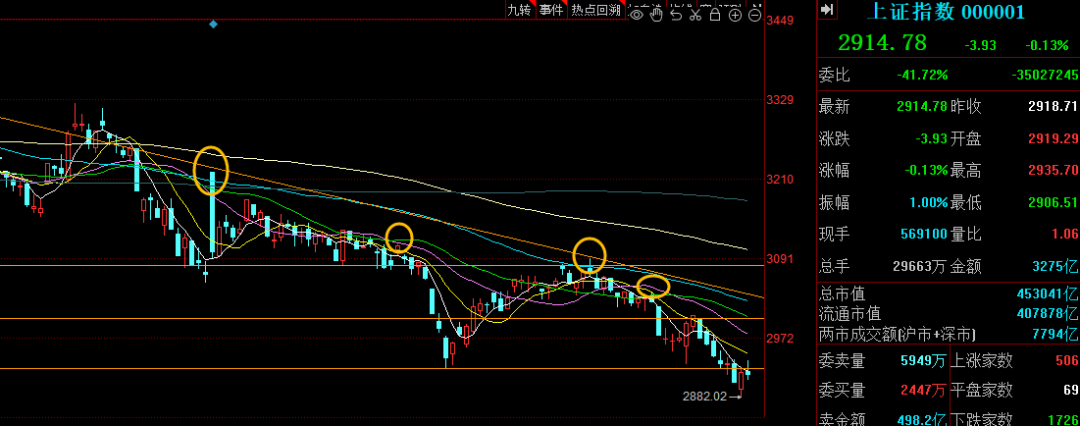 九转 事件 热点回溯
3449
3329
3210
3091
2972
2882.02→
上证指数 000001
2914.78 -3.93 -0.13%
委比 -41.72% -35027245
最新 2914.78 昨收 2918.71
涨跌 -3.93 开盘 2919.29
涨幅 -0.13% 最高 2935.70
振幅 1.00% 最低 2906.51
现手 569100 量比 1.06
总手 29663万 金额 3275亿
总市值 453041亿
流通市值 407878亿
两市成交额(沪市+深市) 7794亿
委卖量 5949万 上涨家数 506
委买量 2447万 平盘家数 69
卖金额 498.2亿 下跌家数 1726